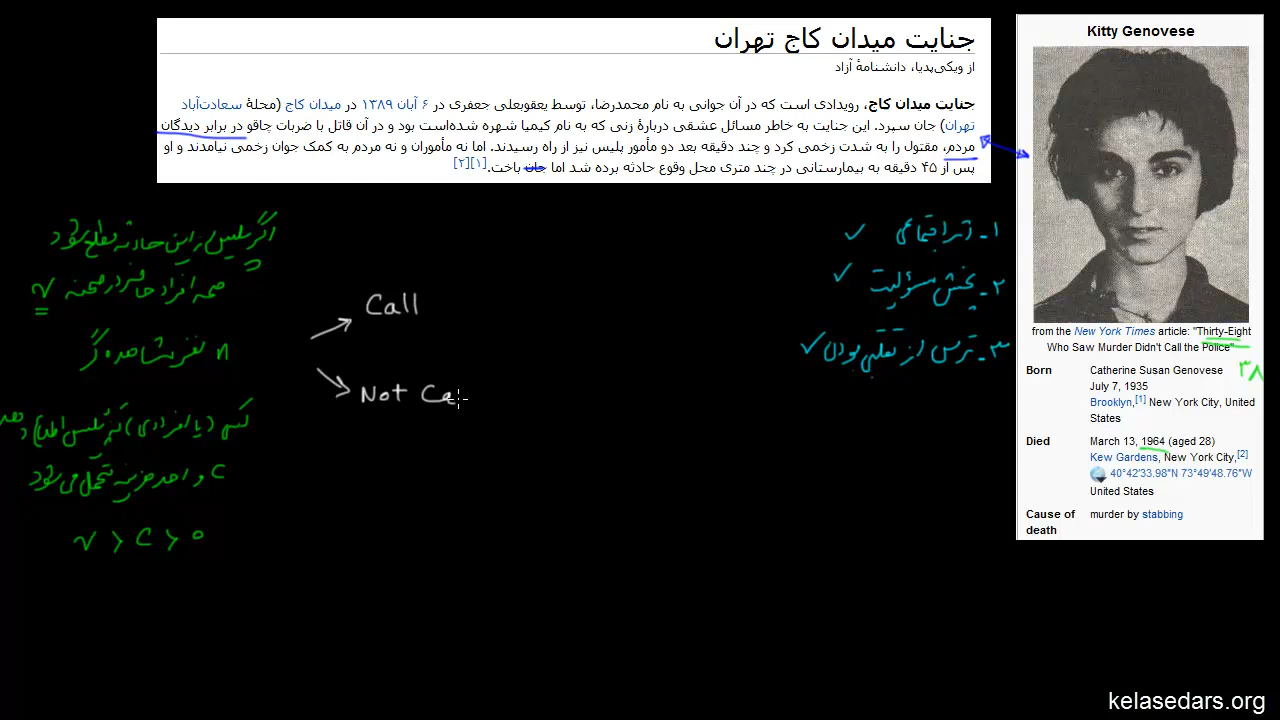 جنایت میدان کاج تهران
از ویکی‌پدیا، دانشنامهٔ آزاد
جنایت میدان کاج، رویدادی است که در آن جوانی به نام محمدرضا، توسط یعقوبعلی جعفری در ۶ آبان ۱۳۸۹ در میدان کاج (محلهٔ سعادت‌آباد
تهران) جان سپرد. این جنایت به خاطر مسائل عشقی دربارهٔ زنی که به نام کیمیا شهره شده‌است بود و در آن قاتل با ضربات چاقو در برابر دیدگان
مردم، مقتول را به شدت زخمی کرد و چند دقیقه بعد دو مأمور پلیس نیز از راه رسیدند. اما نه مأموران و نه مردم به کمک جوان زخمی نیامدند و او
پس از ۴۵ دقیقه به بیمارستانی در چند متری محل وقوع حادثه برده شد اما جان باخت.[۱][۲]
Kitty Genovese
from the New York Times article: "Thirty-Eight
Who Saw Murder Didn't Call the Police"
۳۸
Born Catherine Susan Genovese
July 7, 1935
Brooklyn,[1] New York City, United
States
Died March 13, 1964 (aged 28)
Kew Gardens, New York City,[2]
40°42′33.98″N 73°49′48.76″W
United States
Cause of death murder by stabbing
۱- اثر اجتماعی
۲- پخش مسؤلیت
۳- ترس از تعقیب بودن
اگر پلیس از این حادثه مطلع شود
همه افراد حاضر در صحنه v
n نفر مشاهده گر
کسی (یا افرادی) که به پلیس اطلاع دهد
c واحد هزینه متحمل می شود
v > c > 0
Call
Not Ca
kelasedars.org